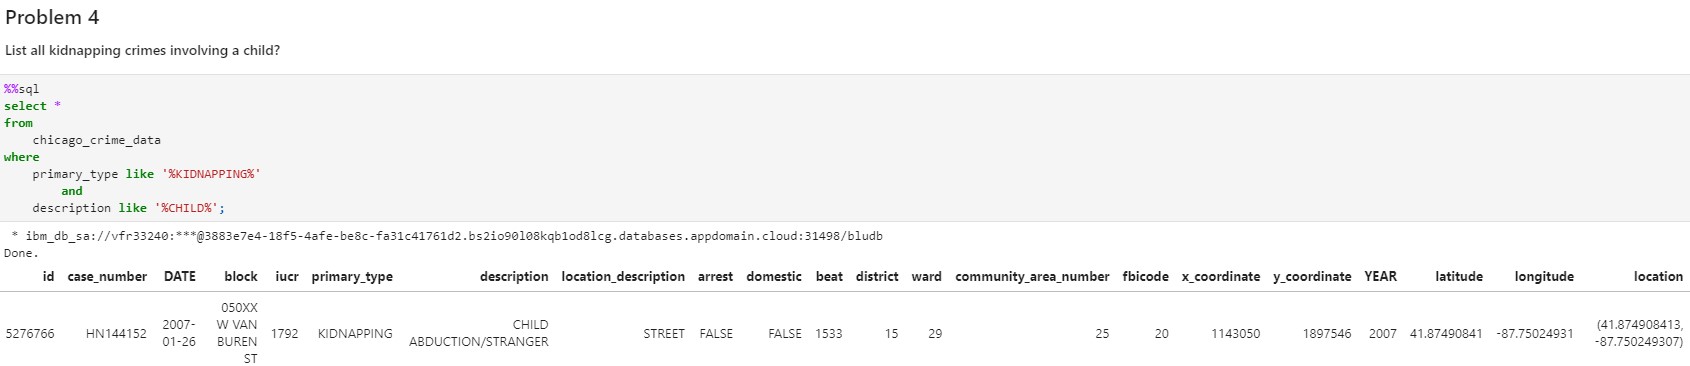 Problem 4
List all kidnapping crimes involving a child?
%%sql
select *
from
chicago_crime_data
where
primary_type like '%KIDNAPPING%'
and
description like '%CHILD%';
* ibm_db_sa://vfr33240:***@3883e7e4-18f5-4afe-be8c-fa31c41761d2.bs2io90l08kqb1od8lcg.databases.appdomain.cloud:31498/bludb
Done.
id case_number DATE block iucr primary_type description location_description arrest domestic beat district ward community_area_number fbicode x_coordinate y_coordinate YEAR latitude longitude location
5276766 HN144152 2007-01-26 050XX W VAN BUREN ST 1792 KIDNAPPING CHILD ABDUCTION/STRANGER STREET FALSE FALSE 1533 15 29 25 20 1143050 1897546 2007 41.87490841 -87.75024931 (41.874908413, -87.750249307)